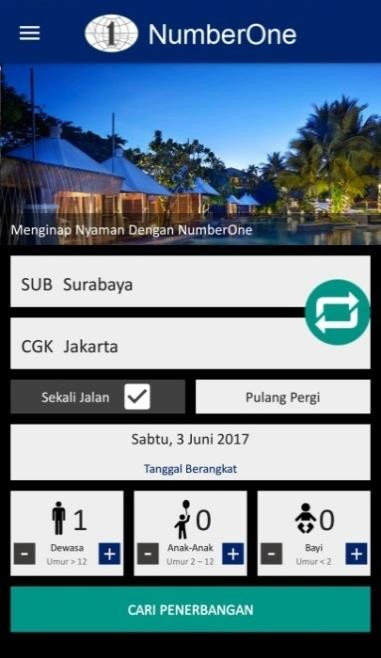 1 NumberOne
Menginap Nyaman Dengan NumberOne
SUB Surabaya
CGK Jakarta
Sekali Jalan
Pulang Pergi
Sabtu, 3 Juni 2017
Tanggal Berangkat
1
0
0
- Dewasa +
Umur > 12
- Anak-Anak +
Umur 2 – 12
- Bayi +
Umur < 2
CARI PENERBANGAN